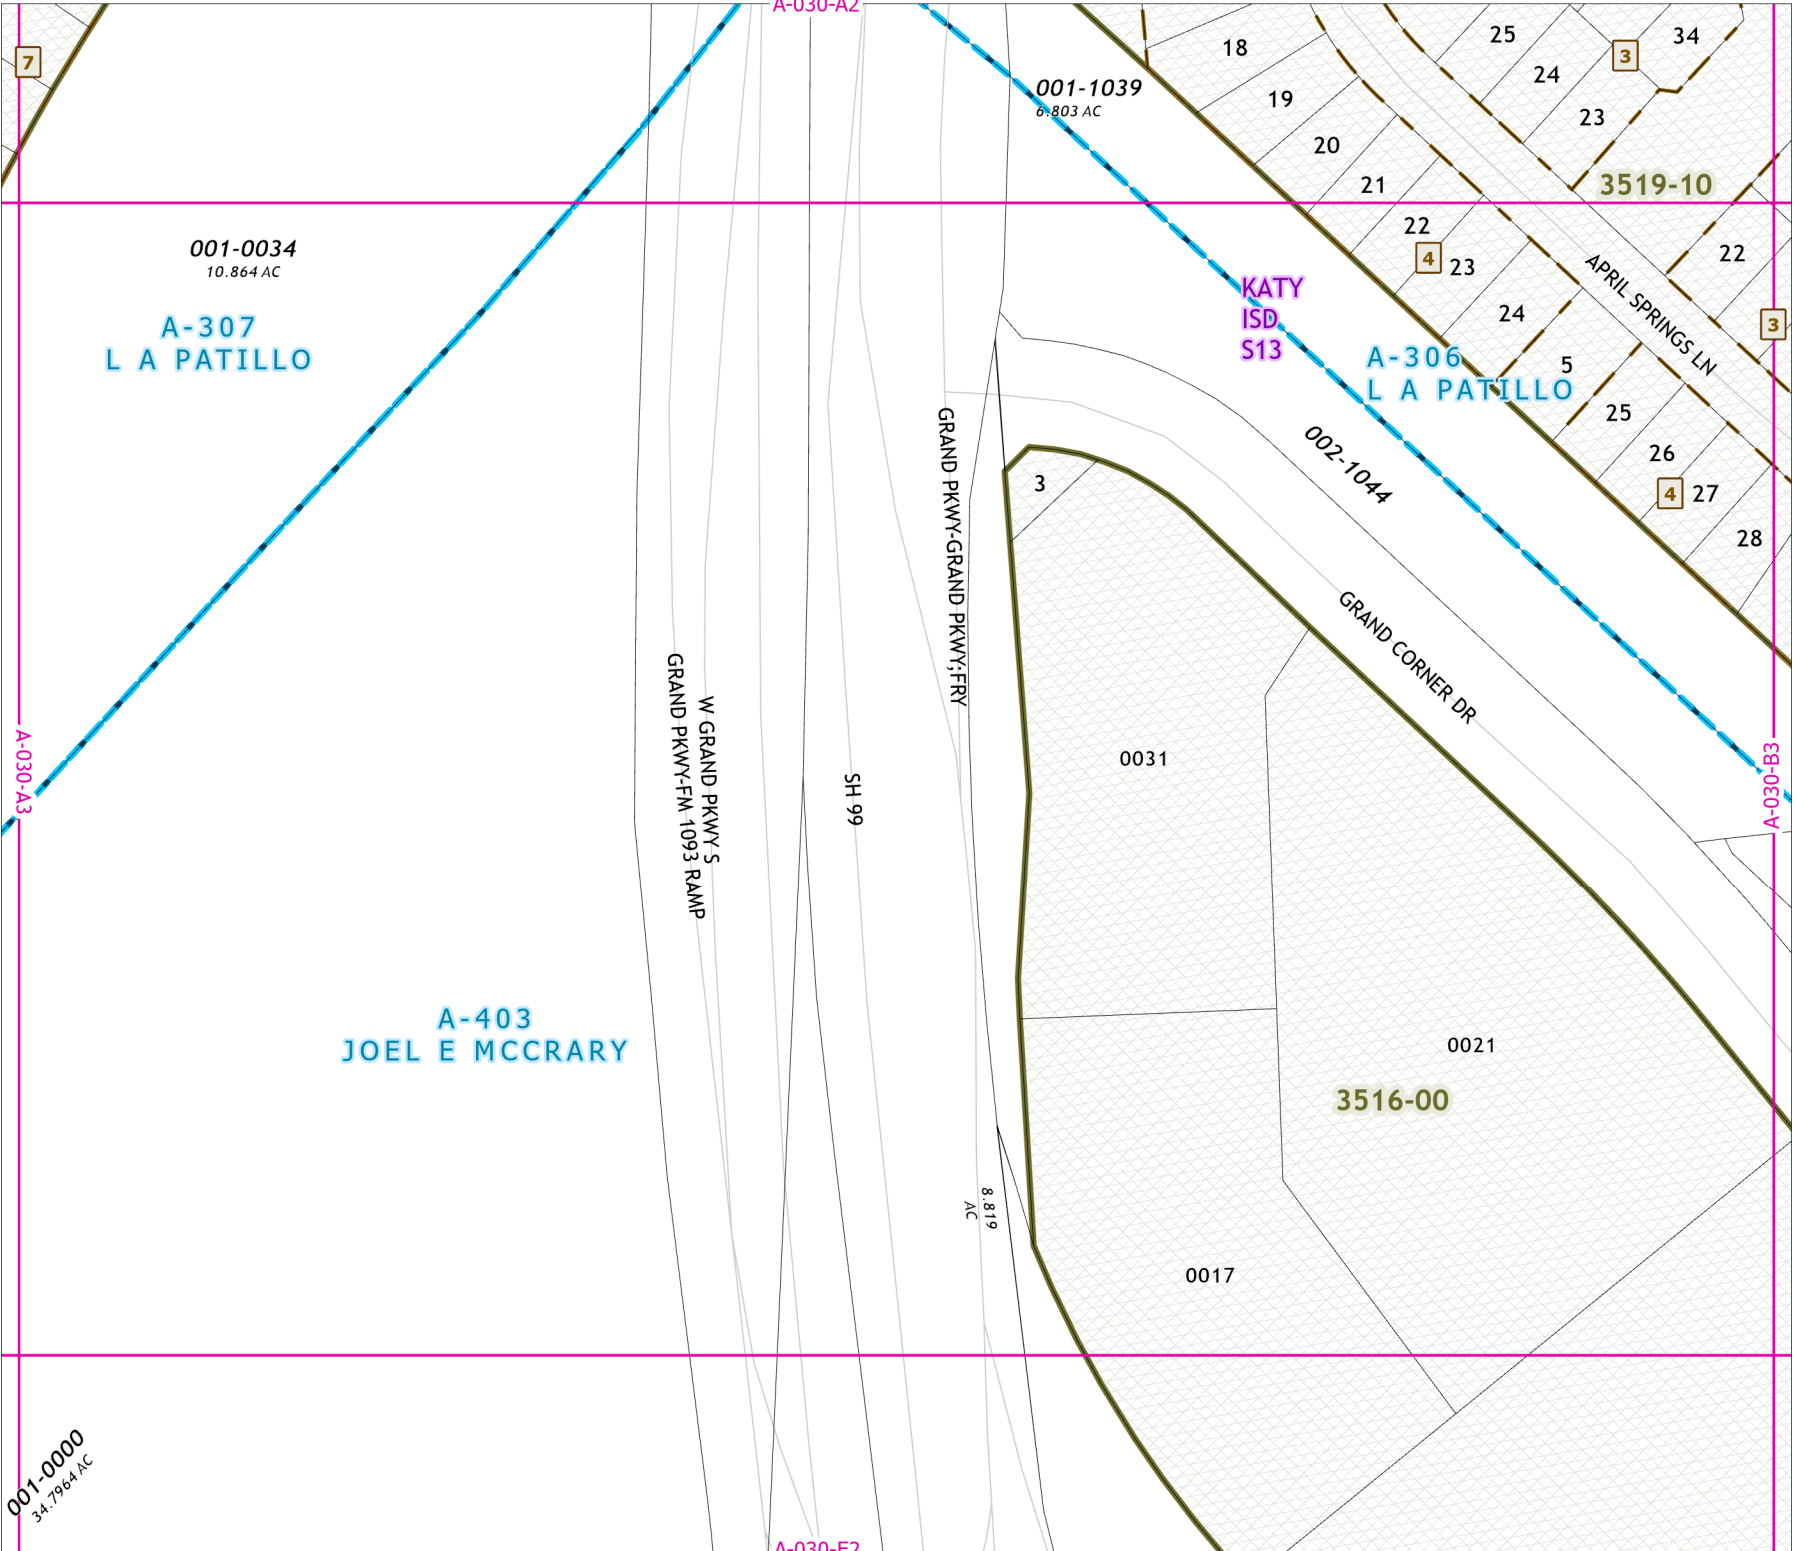 A-030-A2
7
18
25
34
3
24
001-1039
6.803 AC
19
23
20
21
3519-10
22
4
23
22
001-0034
10.864 AC
APRIL SPRINGS LN
KATY
ISD
S13
24
3
A-307
L A PATILLO
A-306
L A PATILLO
5
25
26
002-1044
3
4
27
28
GRAND PKWY-GRAND PKWY;FRY
GRAND CORNER DR
GRAND PKWY-FM 1093 RAMP
W GRAND PKWY S
SH 99
0031
A-030-A3
A-030-B3
A-403
JOEL E MCCRARY
0021
3516-00
8.819
AC
0017
001-0000
34.7964 AC